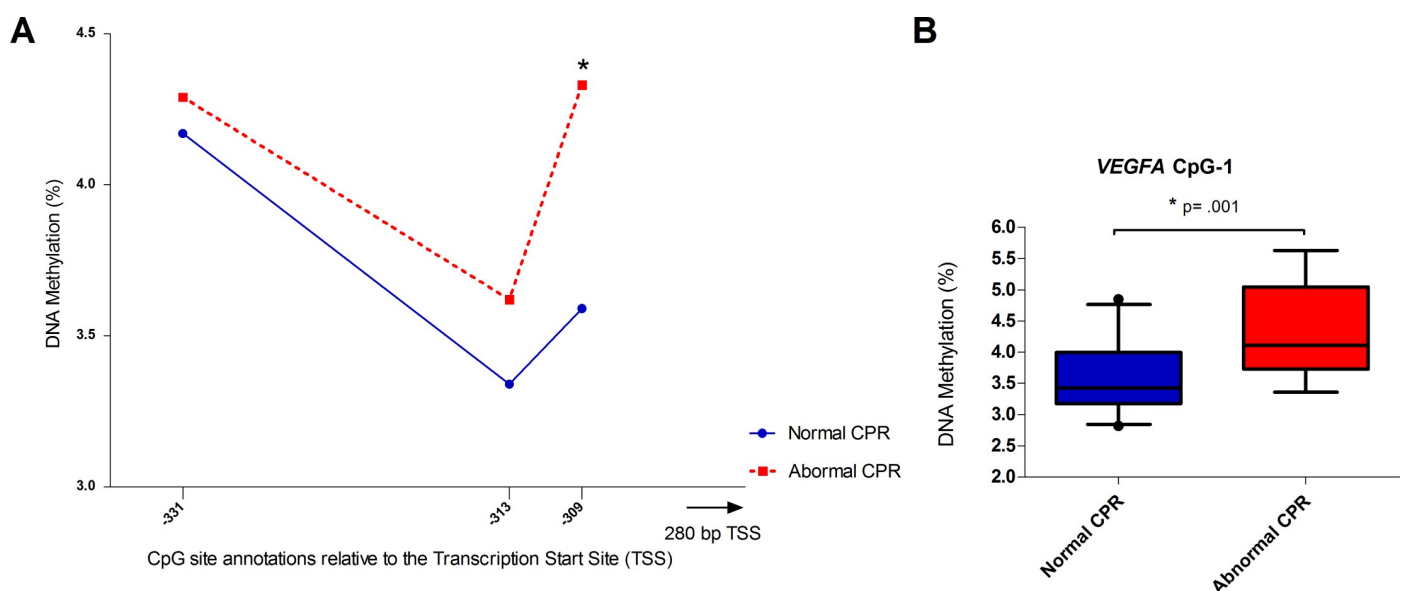 A
4.5
4.0
3.5
3.0
DNA Methylation (%)
*
Normal CPR
Abormal CPR
-331
-313
-309
280 bp TSS
CpG site annotations relative to the Transcription Start Site (TSS)
B
VEGFA CpG-1
* p= .001
6.0
5.5
5.0
4.5
4.0
3.5
3.0
2.5
2.0
DNA Methylation (%)
Normal CPR
Abnormal CPR